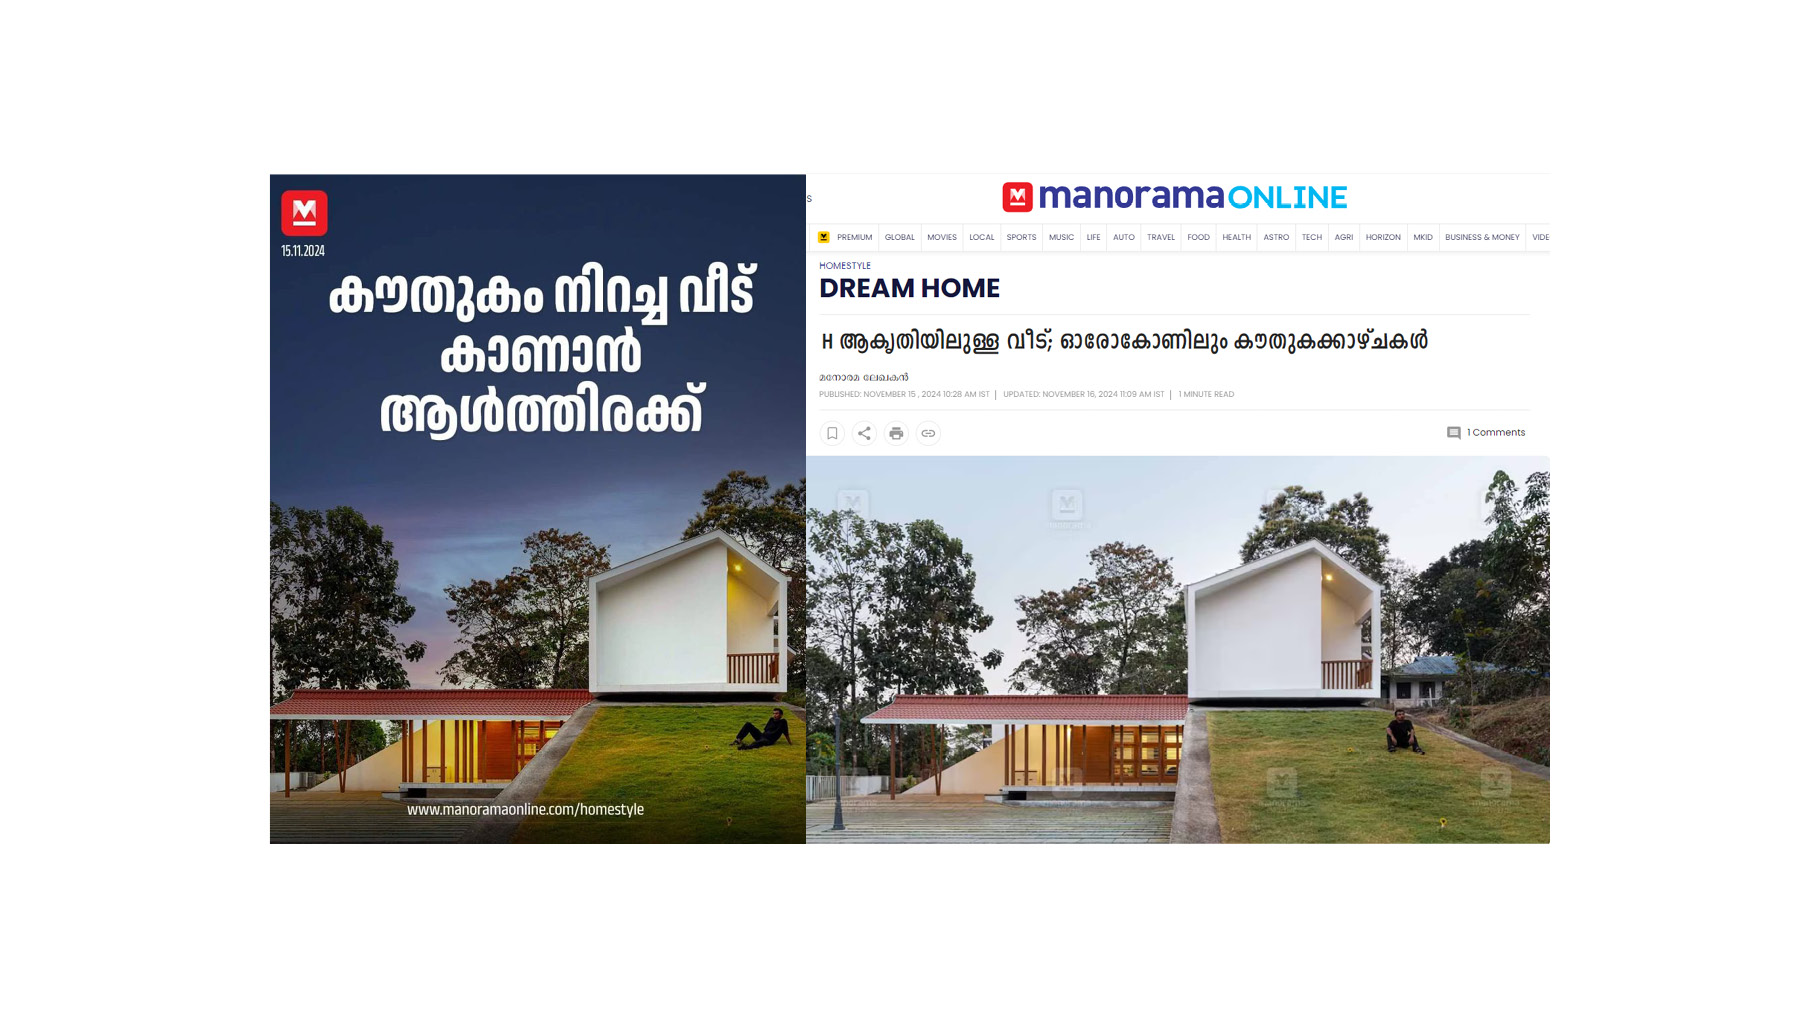 15.11.2024
കൗതുകം നിറച്ച വീട്
കാണാൻ
ആൾത്തിരക്ക്
www.manoramaonline.com/homestyle
S
manoramaONLINE
PREMIUM GLOBAL MOVIES LOCAL SPORTS MUSIC LIFE AUTO TRAVEL FOOD HEALTH ASTRO TECH AGRI HORIZON MKID BUSINESS & MONEY VIDE
HOMESTYLE
DREAM HOME
H ആകൃതിയിലുള്ള വീട്; ഓരോകോണിലും കൗതുകക്കാഴ്ചകൾ
മനോരമ ലേഖകൻ
PUBLISHED: NOVEMBER 15 , 2024 10:28 AM IST | UPDATED: NOVEMBER 16, 2024 11:09 AM IST | 1 MINUTE READ
1 Comments
manorama